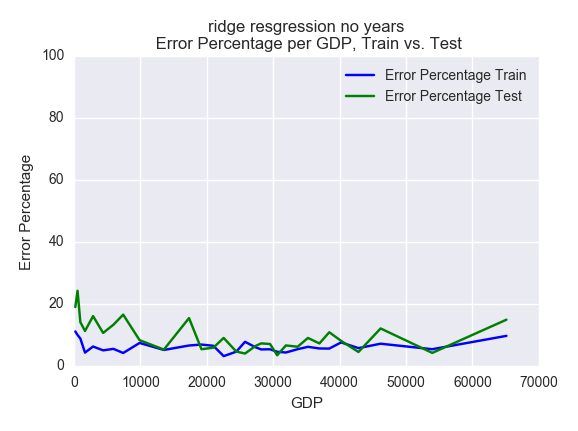 ridge resgression no years
Error Percentage per GDP, Train vs. Test
100
80
60
40
20
0
Error Percentage
Error Percentage Train
Error Percentage Test
0 10000 20000 30000 40000 50000 60000 70000
GDP